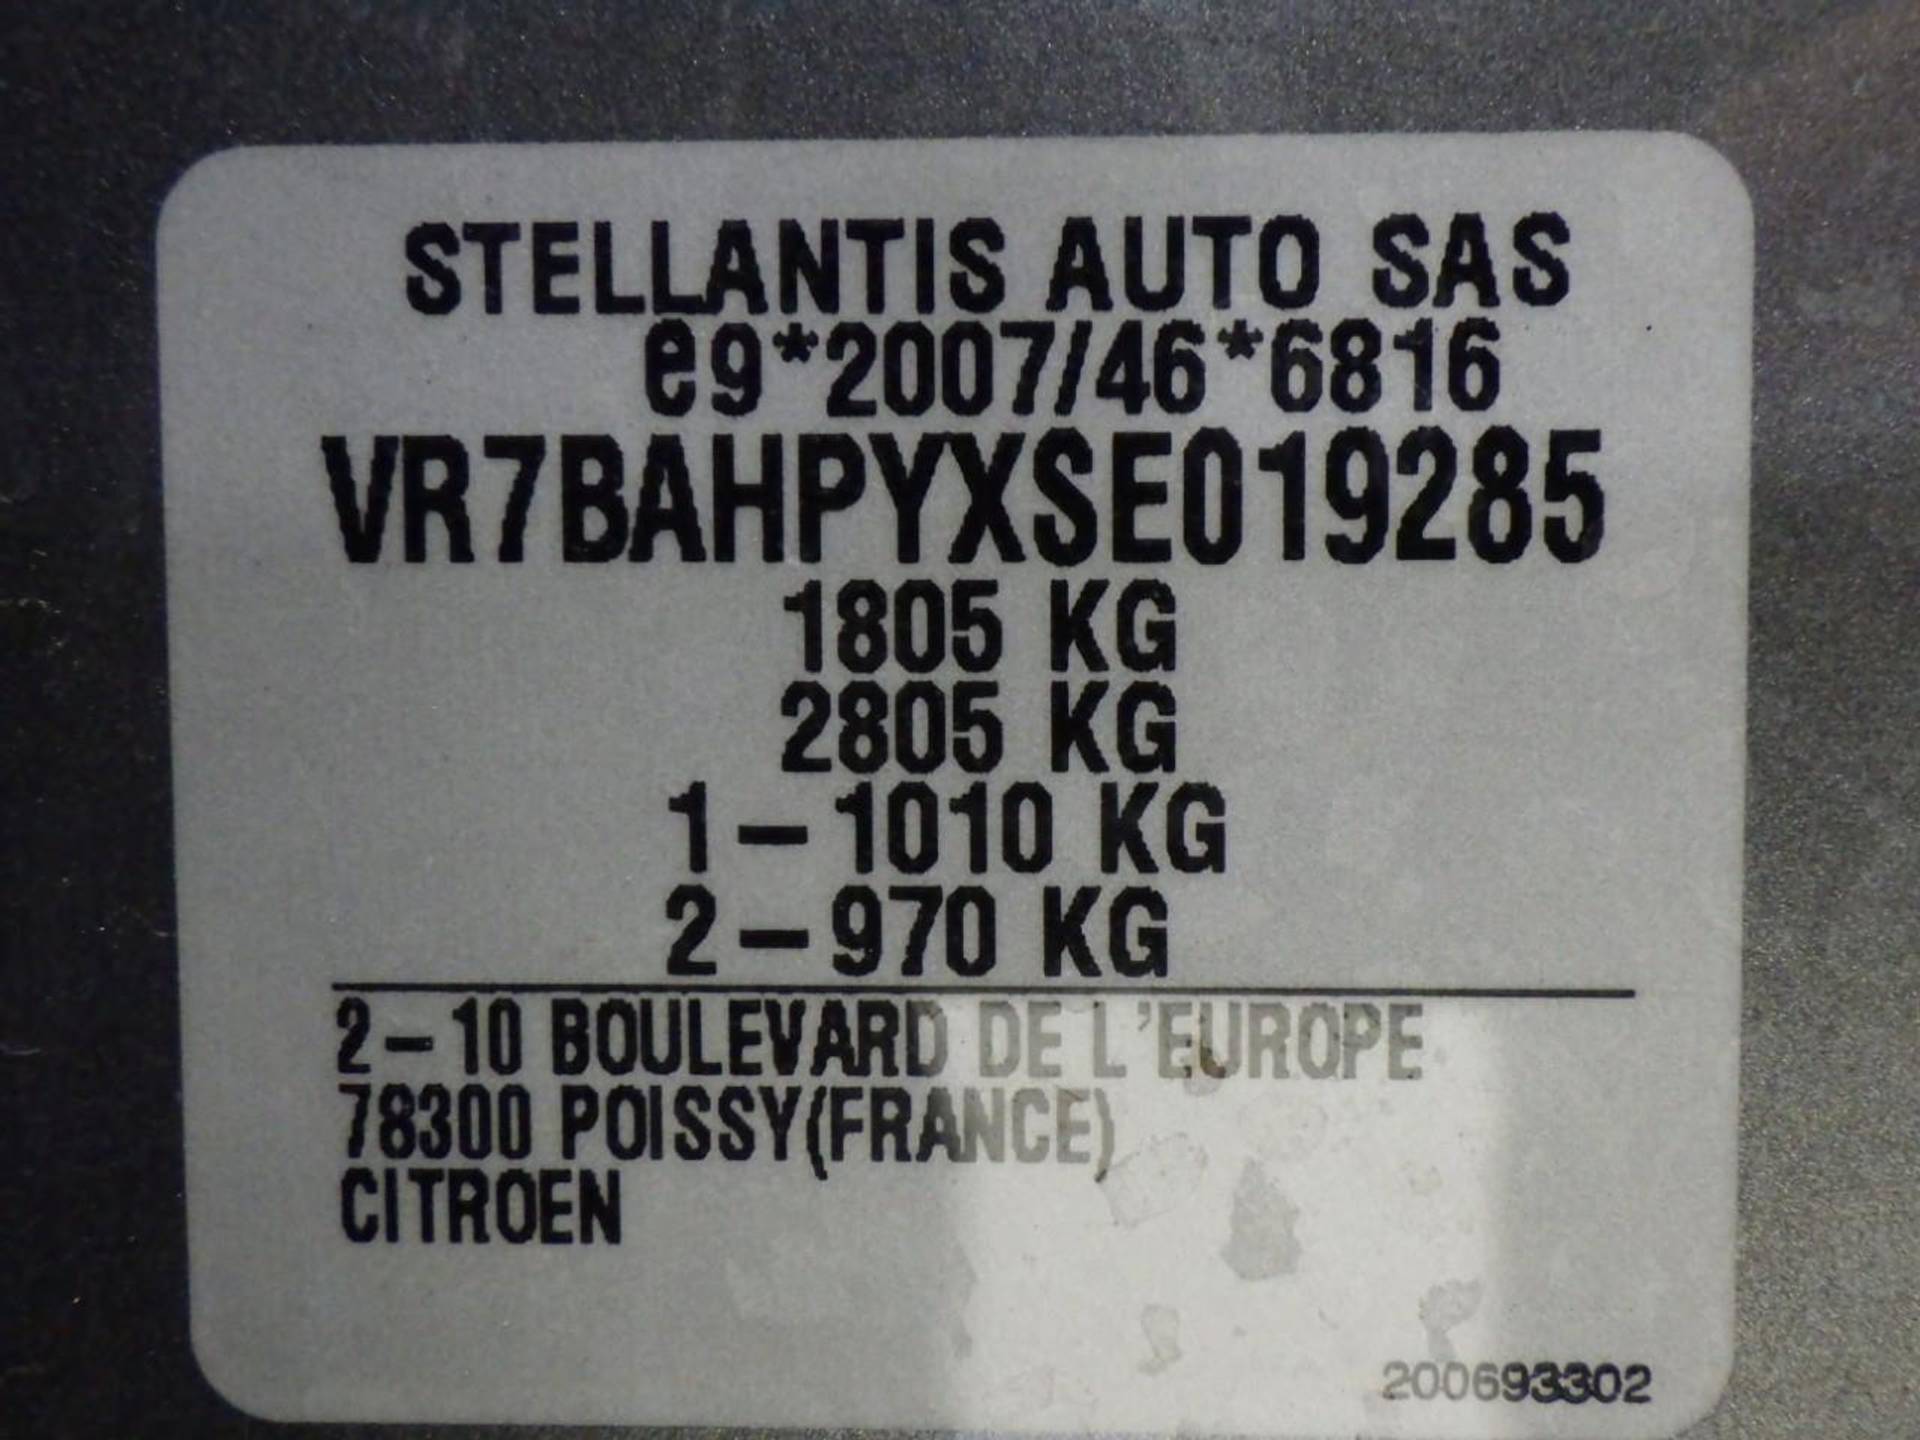 STELLANTIS AUTO SAS
e9*2007/46*6816
VR7BAHPYXSE019285
1805 KG
2805 KG
1-1010 KG
2-970 KG
2-10 BOULEVARD DE L'EUROPE
78300 POISSY(FRANCE)
CITROEN
200693302